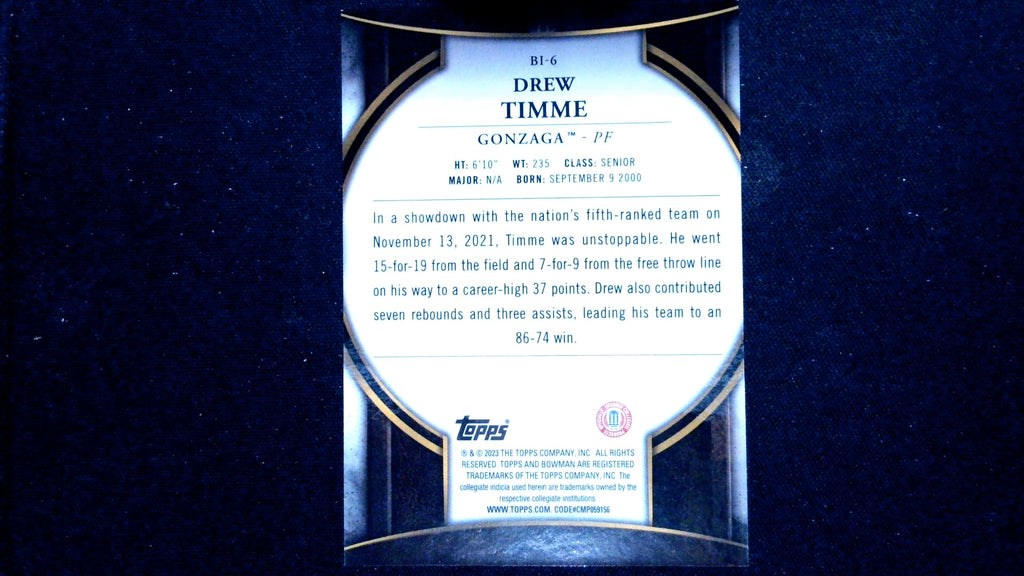 BI-6
DREW
TIMME
GONZAGA™ - PF
HT: 6'10" WT: 235 CLASS: SENIOR
MAJOR: N/A BORN: SEPTEMBER 9 2000
In a showdown with the nation's fifth-ranked team on
November 13, 2021, Timme was unstoppable. He went
15-for-19 from the field and 7-for-9 from the free throw line
on his way to a career-high 37 points. Drew also contributed
seven rebounds and three assists, leading his team to an
86-74 win.
Topps®
® & © 2023 THE TOPPS COMPANY, INC ALL RIGHTS
RESERVED TOPPS AND BOWMAN ARE REGISTERED
TRADEMARKS OF THE TOPPS COMPANY, INC. The
collegiate indicia used herein are trademarks owned by the
respective collegiate institutions
WWW.TOPPS.COM. CODE#CMP059156